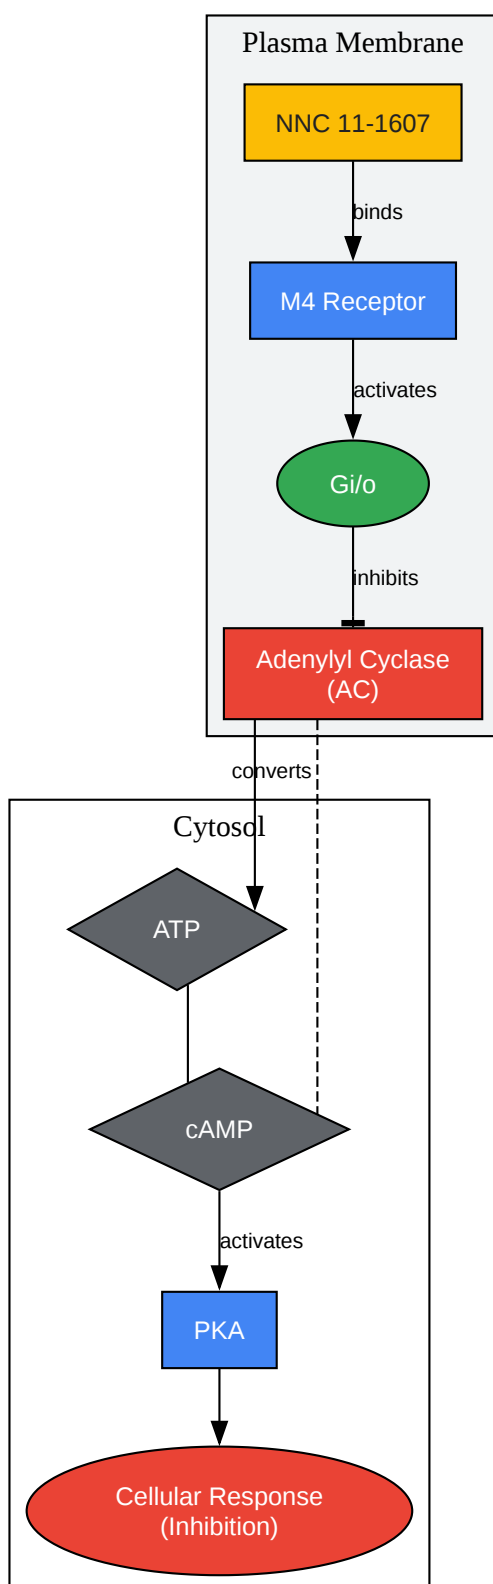 Plasma Membrane
NNC 11-1607
binds
M4 Receptor
activates
Gi/o
inhibits
Adenylyl Cyclase
(AC)
converts
Cytosol
ATP
cAMP
activates
PKA
Cellular Response
(Inhibition)